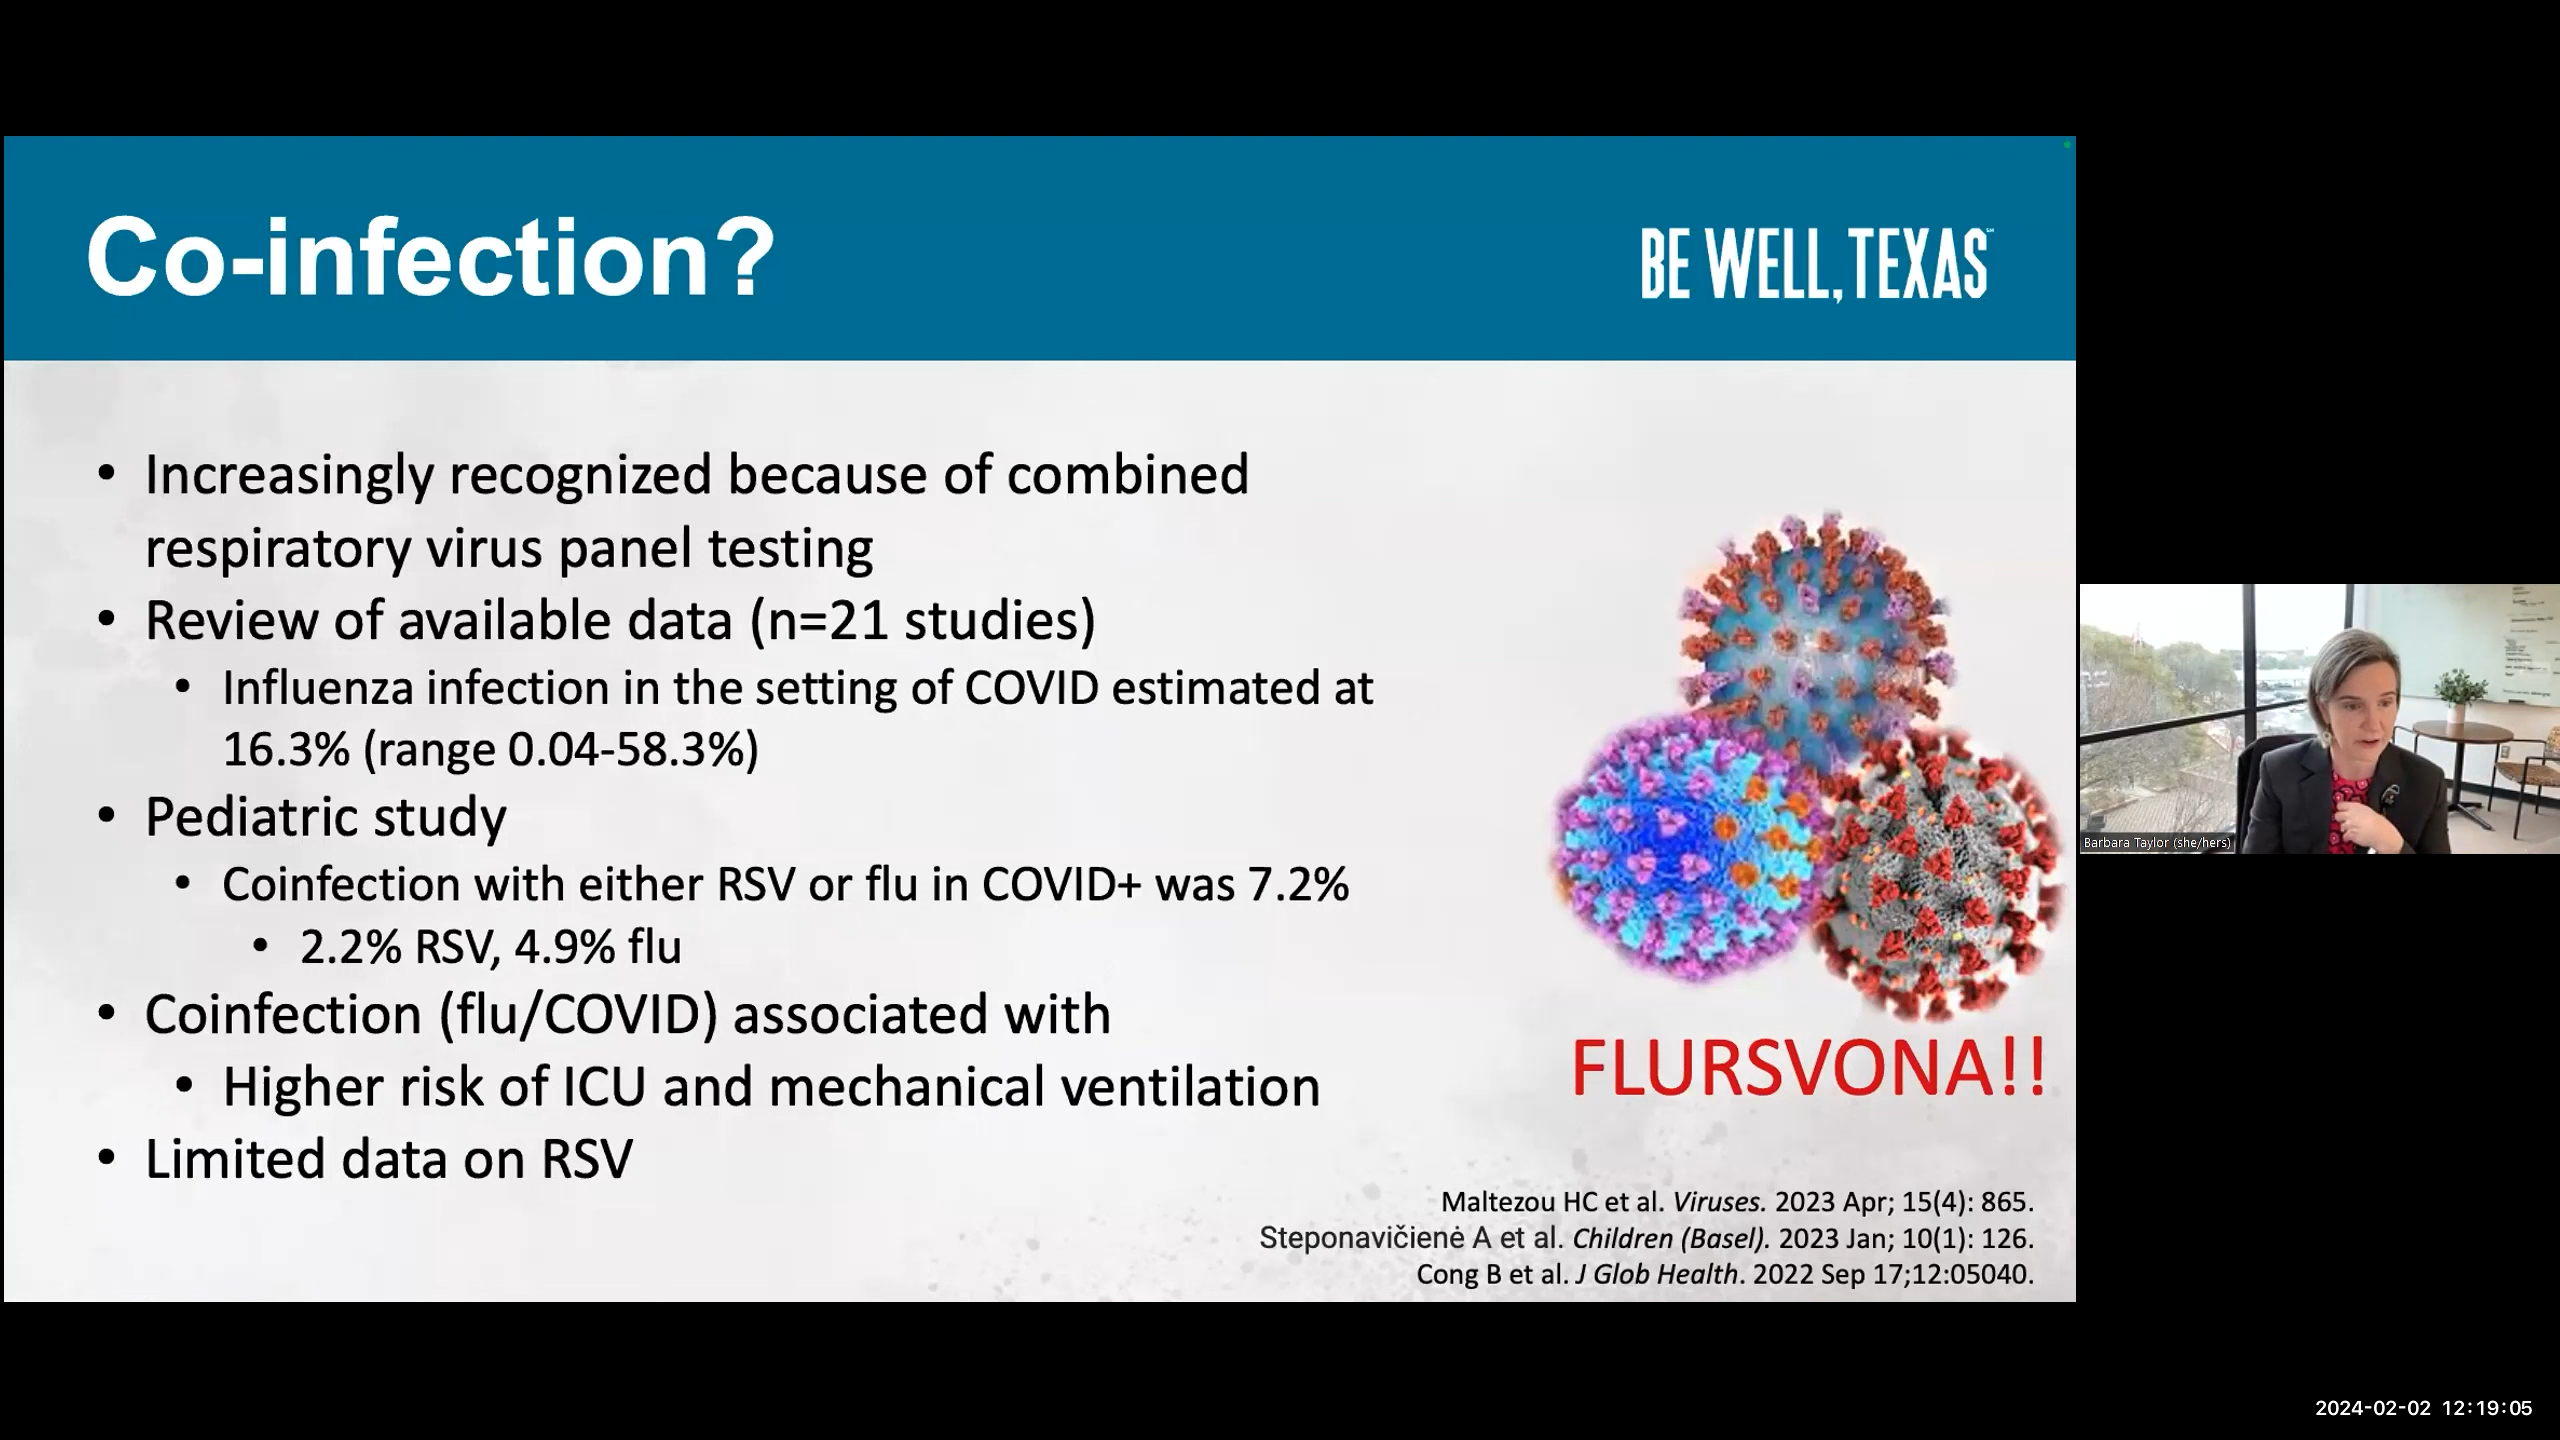 Co-infection?
BE WELL, TEXAS
• Increasingly recognized because of combined
respiratory virus panel testing
• Review of available data (n=21 studies)
• Influenza infection in the setting of COVID estimated at
16.3% (range 0.04-58.3%)
• Pediatric study
• Coinfection with either RSV or flu in COVID+ was 7.2%
• 2.2% RSV, 4.9% flu
• Coinfection (flu/COVID) associated with
• Higher risk of ICU and mechanical ventilation
• Limited data on RSV
FLURSVONA!!
Maltezou HC et al. Viruses. 2023 Apr; 15(4): 865.
Steponavičienė A et al. Children (Basel). 2023 Jan; 10(1): 126.
Cong B et al. J Glob Health. 2022 Sep 17;12:05040.
Barbara Taylor (she/hers)
2024-02-02 12:19:05